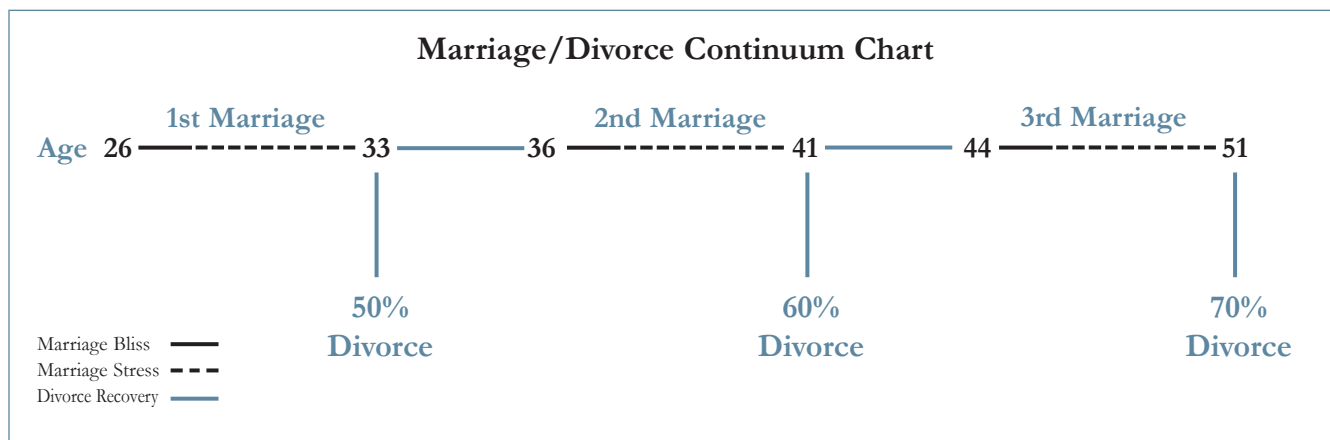 Marriage/Divorce Continuum Chart
1st Marriage 2nd Marriage 3rd Marriage
Age 26 33 36 41 44 51
50% 60% 70%
Divorce Divorce Divorce
Marriage Bliss
Marriage Stress
Divorce Recovery